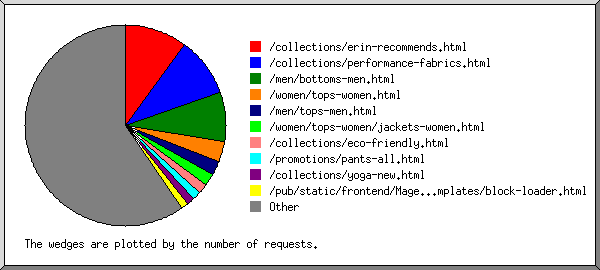 /collections/erin-recommends.html
/collections/performance-fabrics.html
/men/bottoms-men.html
/women/tops-women.html
/men/tops-men.html
/women/tops-women/jackets-women.html
/collections/eco-friendly.html
/promotions/pants-all.html
/collections/yoga-new.html
/pub/static/frontend/Mage...mplates/block-loader.html
Other
The wedges are plotted by the number of requests.